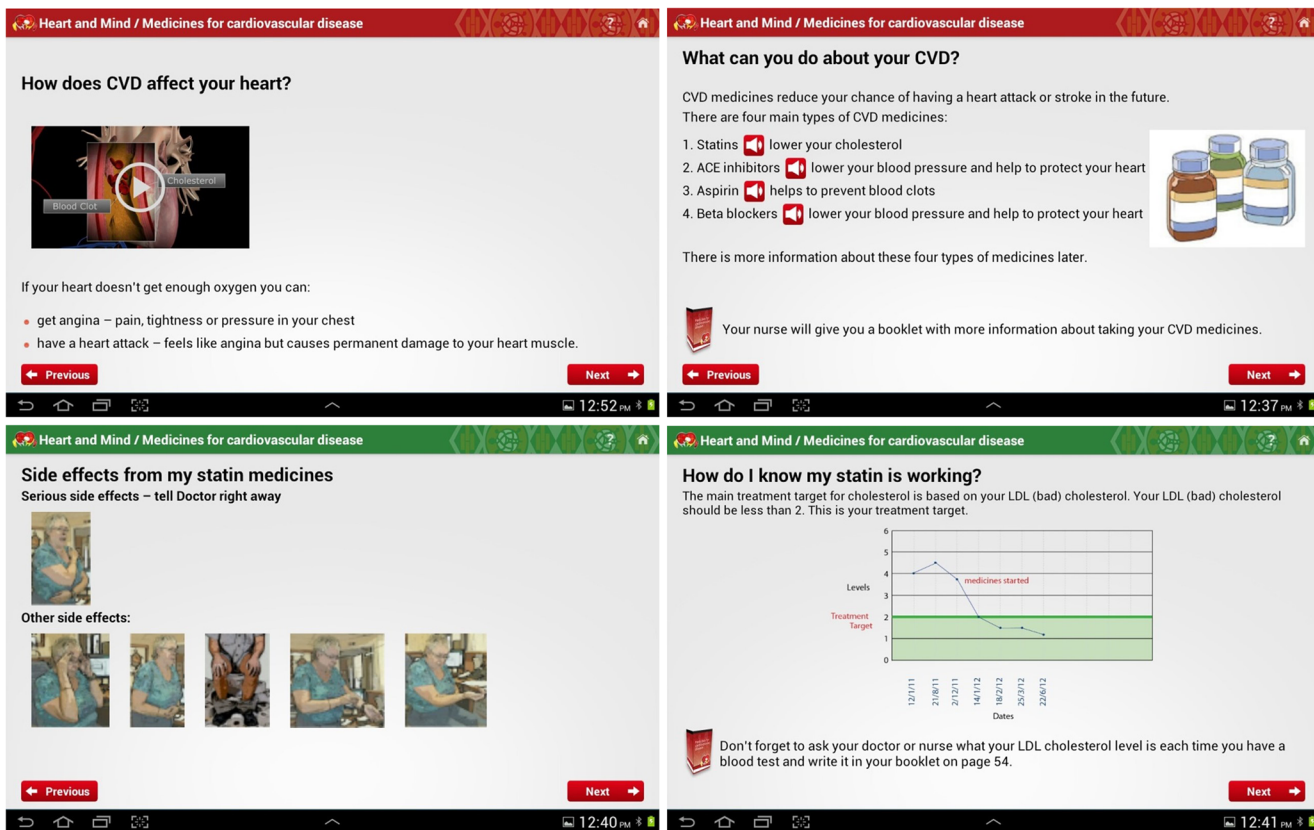 Heart and Mind / Medicines for cardiovascular disease
?
How does CVD affect your heart?
Cholesterol
Blood Clot
If your heart doesn't get enough oxygen you can:
• get angina – pain, tightness or pressure in your chest
• have a heart attack – feels like angina but causes permanent damage to your heart muscle.
Previous
Next
12:52 PM
Heart and Mind / Medicines for cardiovascular disease
?
What can you do about your CVD?
CVD medicines reduce your chance of having a heart attack or stroke in the future.
There are four main types of CVD medicines:
1. Statins lower your cholesterol
2. ACE inhibitors lower your blood pressure and help to protect your heart
3. Aspirin helps to prevent blood clots
4. Beta blockers lower your blood pressure and help to protect your heart
There is more information about these four types of medicines later.
Your nurse will give you a booklet with more information about taking your CVD medicines.
Previous
Next
12:37 PM
Heart and Mind / Medicines for cardiovascular disease
?
Side effects from my statin medicines
Serious side effects – tell Doctor right away
Other side effects:
Previous
Next
12:40 PM
Heart and Mind / Medicines for cardiovascular disease
?
How do I know my statin is working?
The main treatment target for cholesterol is based on your LDL (bad) cholesterol. Your LDL (bad) cholesterol
should be less than 2. This is your treatment target.
6
5
4
3
2
1
0
Levels
medicines started
Treatment
Target
12/1/11
21/8/11
2/12/11
14/1/12
18/2/12
25/3/12
22/6/12
Dates
Don't forget to ask your doctor or nurse what your LDL cholesterol level is each time you have a
blood test and write it in your booklet on page 54.
Next
12:41 PM